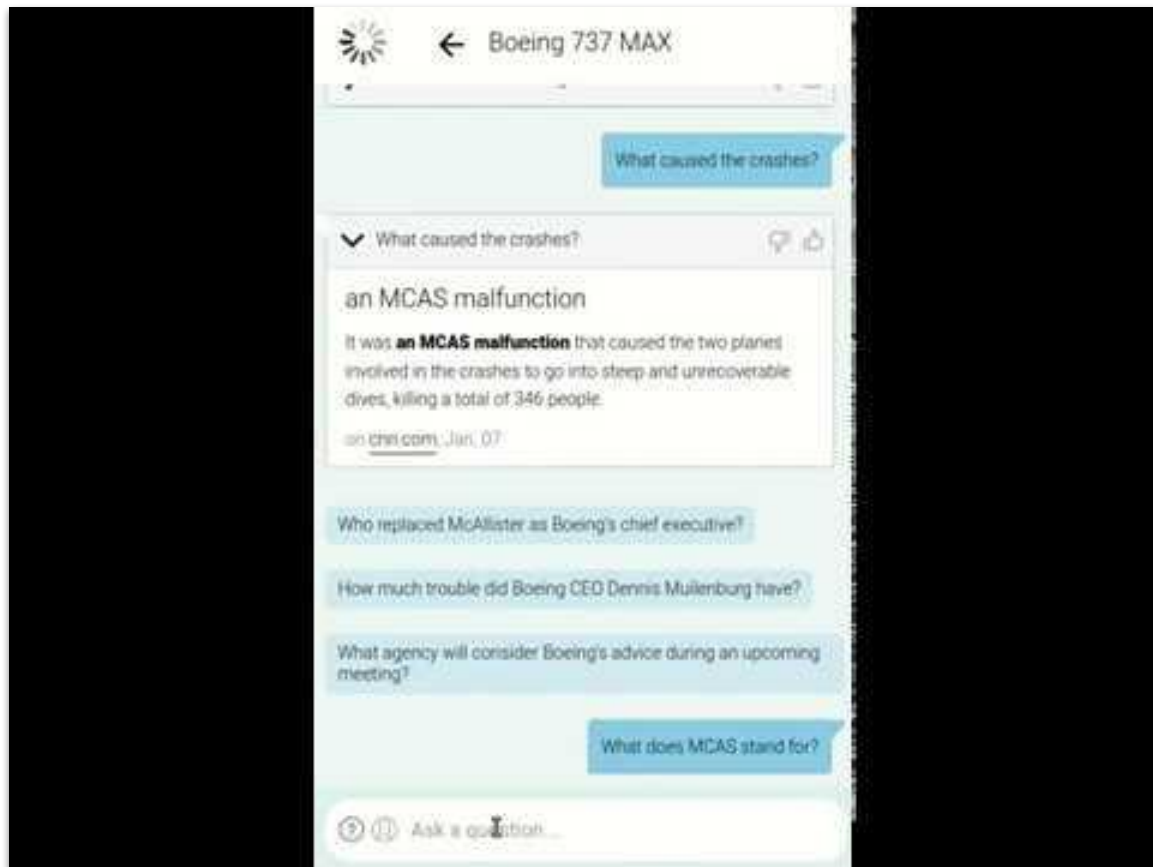 Boeing 737 MAX
What caused the crashes?
What caused the crashes?
an MCAS malfunction
It was an MCAS malfunction that caused the two planes
involved in the crashes to go into steep and unrecoverable
dives, killing a total of 346 people.
on cnn.com, Jan, 07
Who replaced McAllister as Boeing's chief executive?
How much trouble did Boeing CEO Dennis Muilenburg have?
What agency will consider Boeing's advice during an upcoming
meeting?
What does MCAS stand for?
Ask a question...